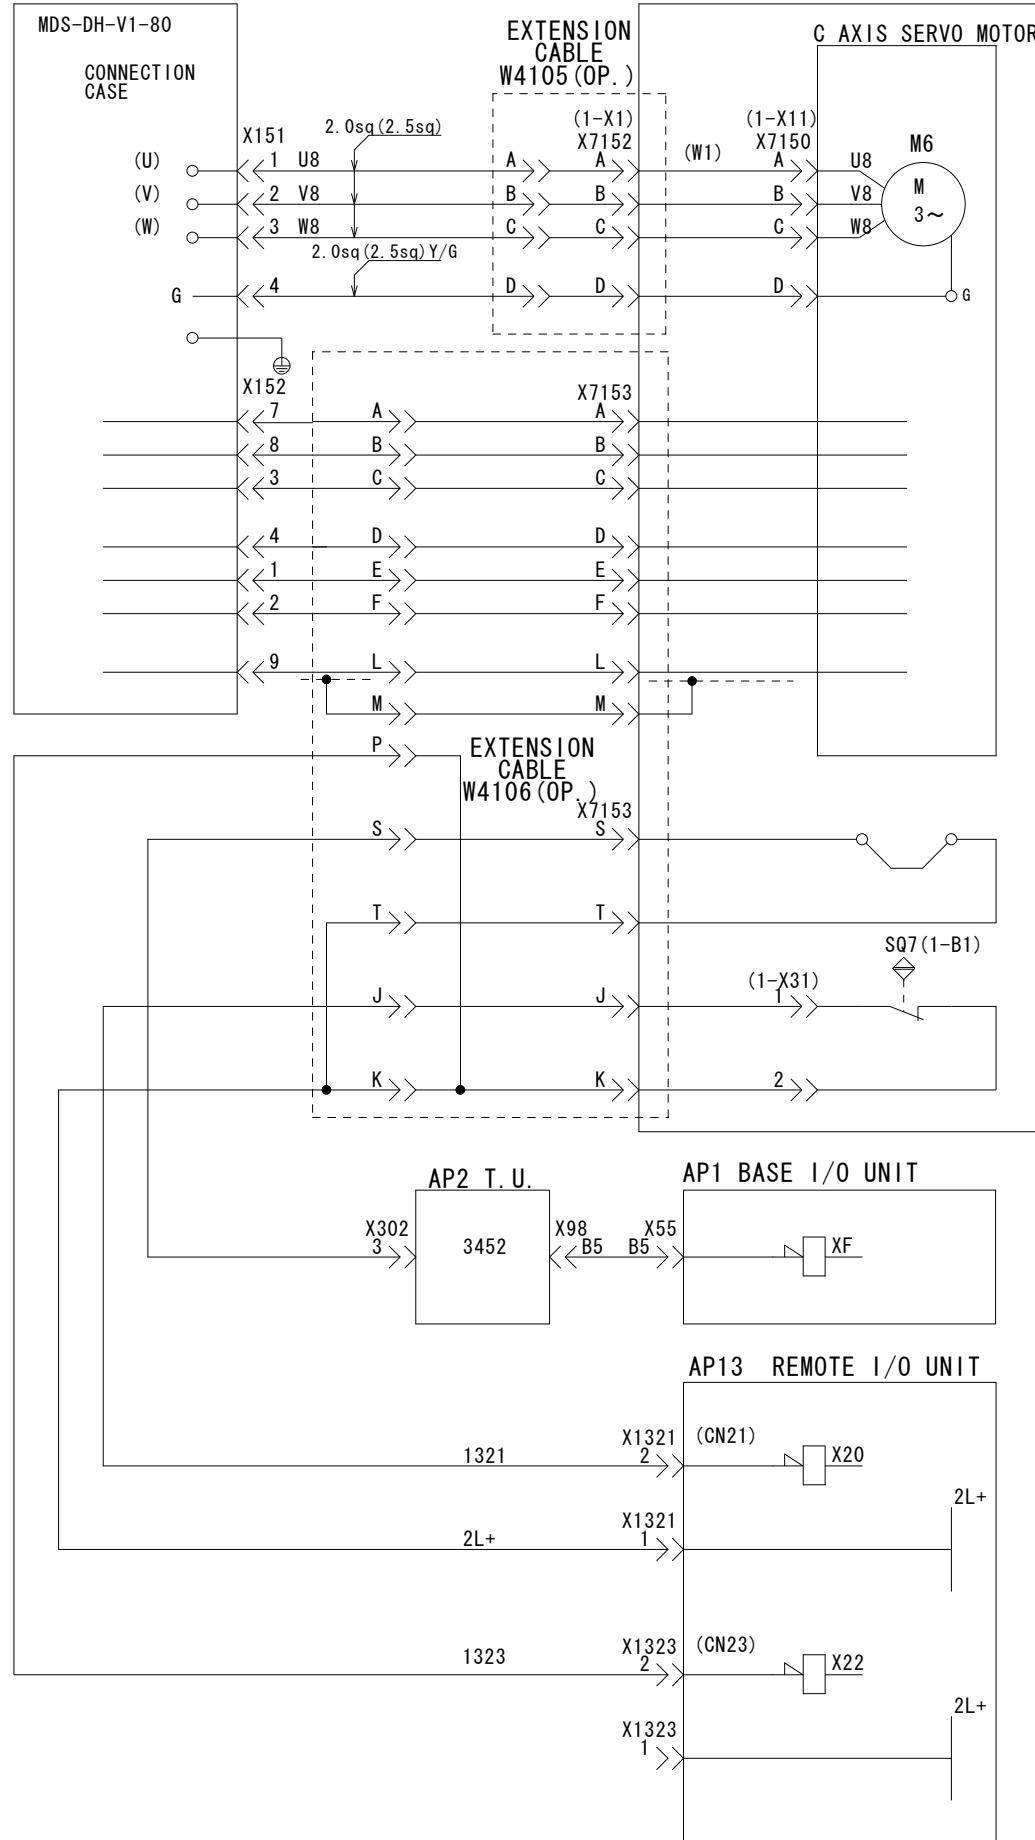 MDS-DH-V1-80
EXTENSION
CABLE
W4105(OP.)
C AXIS SERVO MOTOR
CONNECTION
CASE
X151
2.0sq(2.5sq)
(1-X1)
X7152
(W1)
(1-X11)
X7150
M6
(U) 1 U8 A A A U8
M
3~
(V) 2 V8 B B B V8
(W) 3 W8 C C C W8
2.0sq(2.5sq)Y/G
G 4 D D D G
X152
X7153
7 A A
8 B B
3 C C
4 D D
1 E E
2 F F
9 L L
M M
P
EXTENSION
CABLE
W4106(OP.)
X7153
S S
T T
SQ7(1-B1)
(1-X31)
J J 1
K K 2
AP2 T.U.
AP1 BASE I/O UNIT
X302
3
3452
X98
B5
X55
B5
XF
AP13 REMOTE I/O UNIT
1321
X1321
2
(CN21)
X20
2L+
2L+
X1321
1
1323
X1323
2
(CN23)
X22
2L+
X1323
1